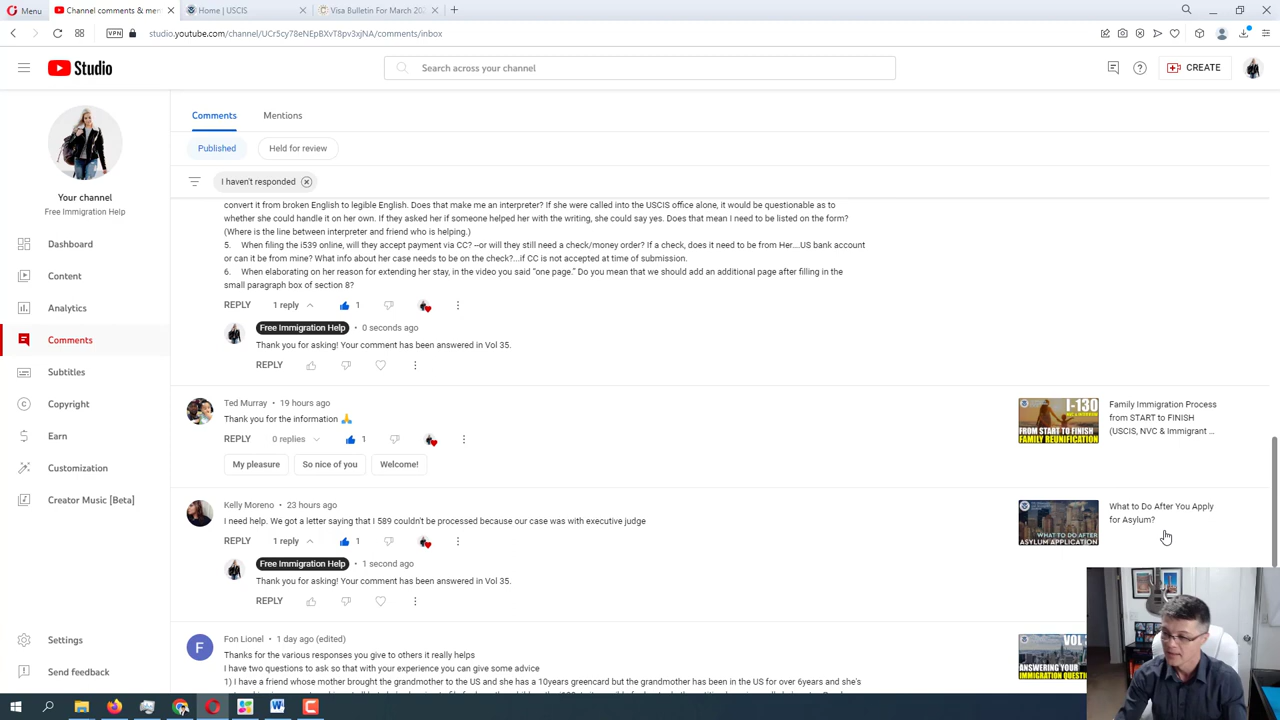 Menu
Channel comments & men
Home | USCIS
Visa Bulletin For March 202
VPN
studio.youtube.com/channel/UCr5cy78eNEpBXvT8pv3xjNA/comments/inbox
Studio
Search across your channel
CREATE
Your channel
Free Immigration Help
Dashboard
Content
Analytics
Comments
Subtitles
Copyright
Earn
Customization
Creator Music [Beta]
Settings
Send feedback
Comments
Mentions
Published
Held for review
I haven't responded
convert it from broken English to legible English. Does that make me an interpreter? If she were called into the USCIS office alone, it would be questionable as to
whether she could handle it on her own. If they asked her if someone helped her with the writing, she could say yes. Does that mean I need to be listed on the form?
(Where is the line between interpreter and friend who is helping.)
5. When filing the i539 online, will they accept payment via CC? –or will they still need a check/money order? If a check, does it need to be from Her....US bank account
or can it be from mine? What info about her case needs to be on the check?...if CC is not accepted at time of submission.
6. When elaborating on her reason for extending her stay, in the video you said "one page." Do you mean that we should add an additional page after filling in the
small paragraph box of section 8?
REPLY 1 reply 1
Free Immigration Help • 0 seconds ago
Thank you for asking! Your comment has been answered in Vol 35.
REPLY
Ted Murray • 19 hours ago
Thank you for the information 🙏
REPLY 0 replies 1
My pleasure So nice of you Welcome!
I-130
NVC & INTERVIEW
FROM START TO FINISH
FAMILY REUNIFICATION
Family Immigration Process
from START to FINISH
(USCIS, NVC & Immigrant ...
Kelly Moreno • 23 hours ago
I need help. We got a letter saying that I 589 couldn't be processed because our case was with executive judge
REPLY 1 reply 1
WHAT TO DO AFTER
ASYLUM APPLICATION
What to Do After You Apply
for Asylum?
Free Immigration Help • 1 second ago
Thank you for asking! Your comment has been answered in Vol 35.
REPLY
F
Fon Lionel • 1 day ago (edited)
Thanks for the various responses you give to others it really helps
I have two questions to ask so that with your experience you can give some advice
1) I have a friend whose mother brought the grandmother to the US and she has a 10years greencard but the grandmother has been in the US for over 6years and she's
ANSWERING YOUR